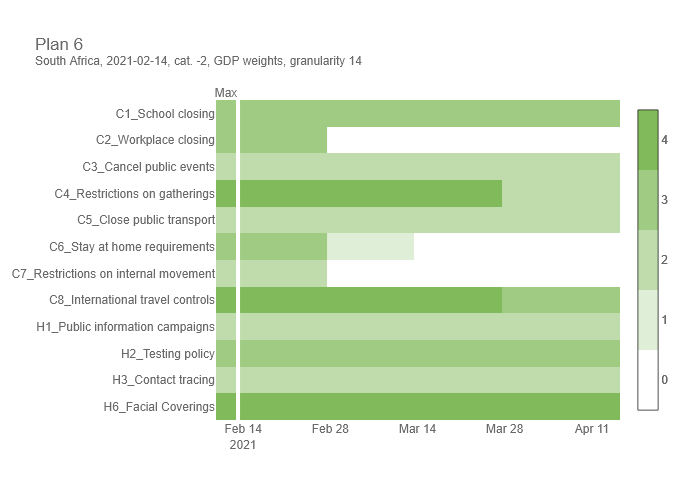 Plan 6
South Africa, 2021-02-14, cat. -2, GDP weights, granularity 14
Max
C1_School closing
C2_Workplace closing
C3_Cancel public events
C4_Restrictions on gatherings
C5_Close public transport
C6_Stay at home requirements
C7_Restrictions on internal movement
C8_International travel controls
H1_Public information campaigns
H2_Testing policy
H3_Contact tracing
H6_Facial Coverings
Feb 14 Feb 28 Mar 14 Mar 28 Apr 11
2021
4
3
2
1
0